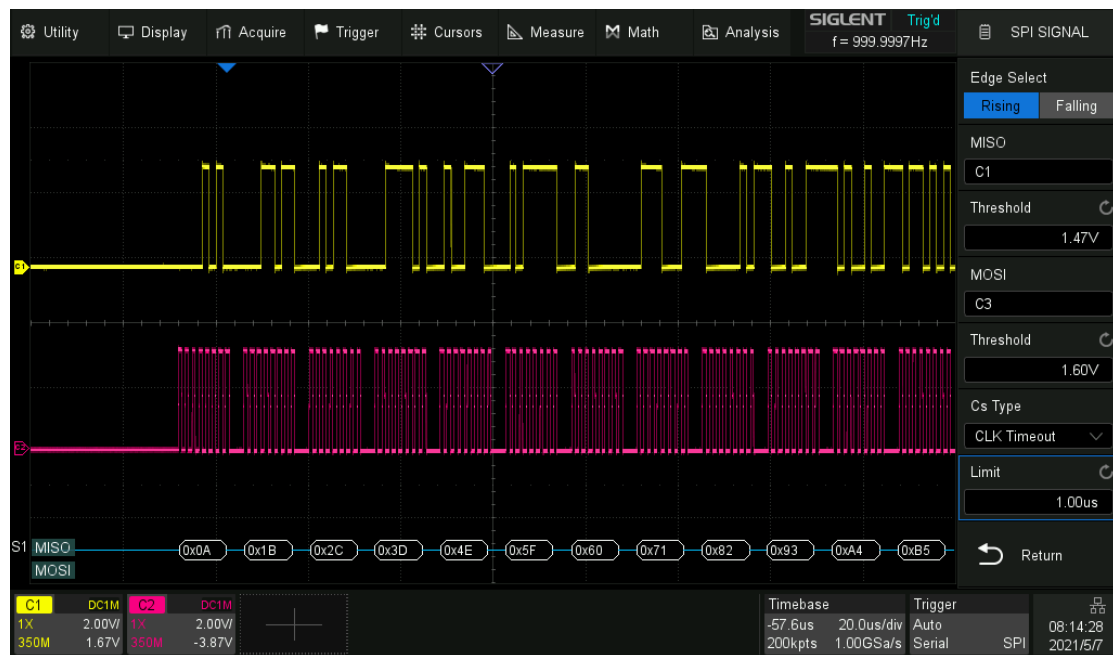 Utility Display Acquire Trigger Cursors Measure Math Analysis SIGLENT Trig'd
f = 999.9997Hz
SPI SIGNAL
Edge Select
Rising Falling
MISO
C1
Threshold
1.47V
MOSI
C3
Threshold
1.60V
Cs Type
CLK Timeout
Limit
1.00us
Return
C1
C2
S1 MISO 0x0A 0x1B 0x2C 0x3D 0x4E 0x5F 0x60 0x71 0x82 0x93 0xA4 0xB5
MOSI
C1 DC1M
1X 2.00V/
350M 1.67V
C2 DC1M
1X 2.00V/
350M -3.87V
Timebase
-57.6us 20.0us/div
200kpts 1.00GSa/s
Trigger
Auto
Serial SPI
08:14:28
2021/5/7